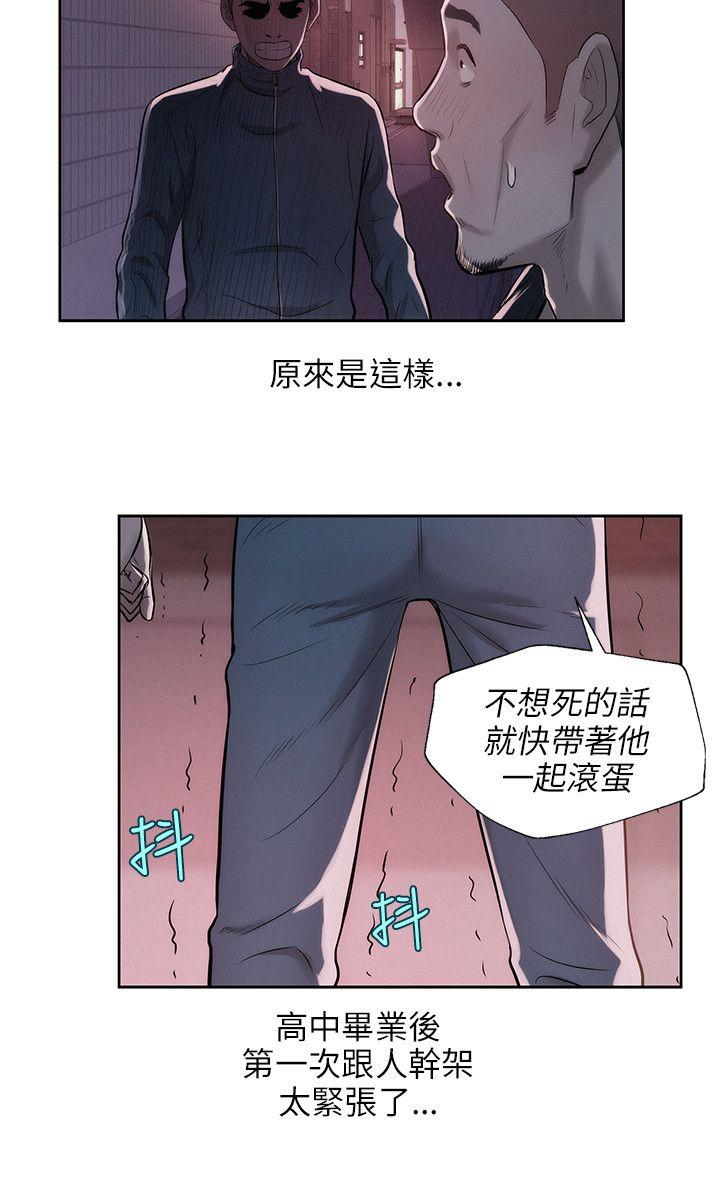 原來是這樣...
不想死的話
就快帶著他
一起滾蛋
抖
抖
高中畢業後
第一次跟人幹架
太緊張了...